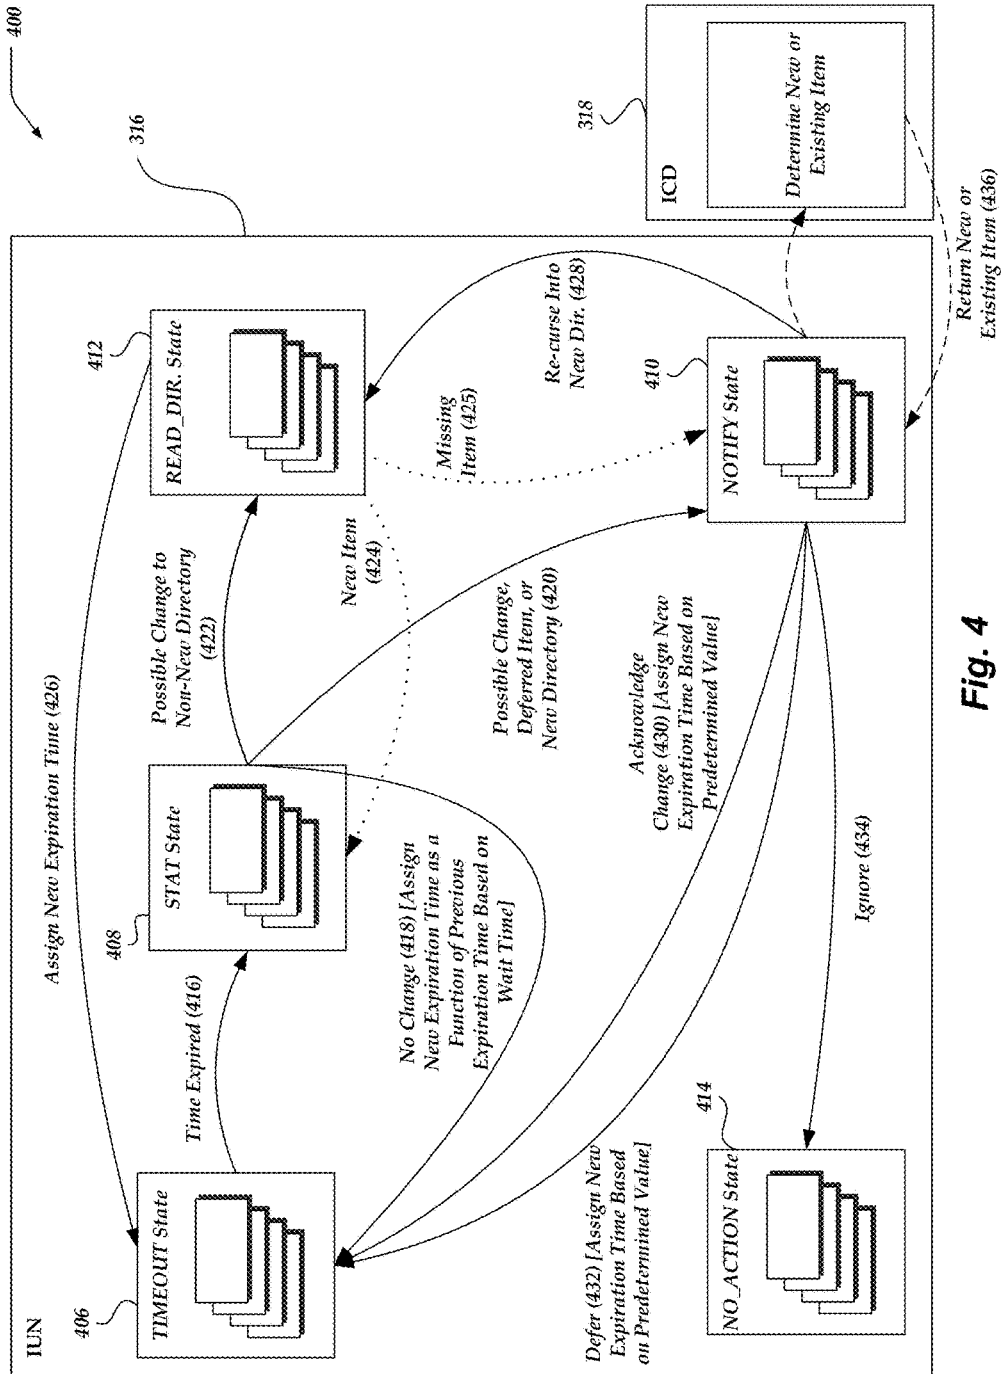 400
IUN
316
406
TIMEOUT State
Assign New Expiration Time (426)
Time Expired (416)
408
STAT State
Possible Change to
Non-New Directory
(422)
412
READ_DIR. State
New Item
(424)
Missing
Item (425)
Re-curse Into
New Dir. (428)
No Change (418) [Assign
New Expiration Time as a
Function of Previous
Expiration Time Based on
Wait Time]
Possible Change,
Deferred Item, or
New Directory (420)
318
ICD
Determine New or
Existing Item
410
NOTIFY State
Acknowledge
Change (430) [Assign New
Expiration Time Based on
Predetermined Value]
Defer (432) [Assign New
Expiration Time Based
on Predetermined Value]
414
NO_ACTION State
Ignore (434)
Return New or
Existing Item (436)
Fig. 4